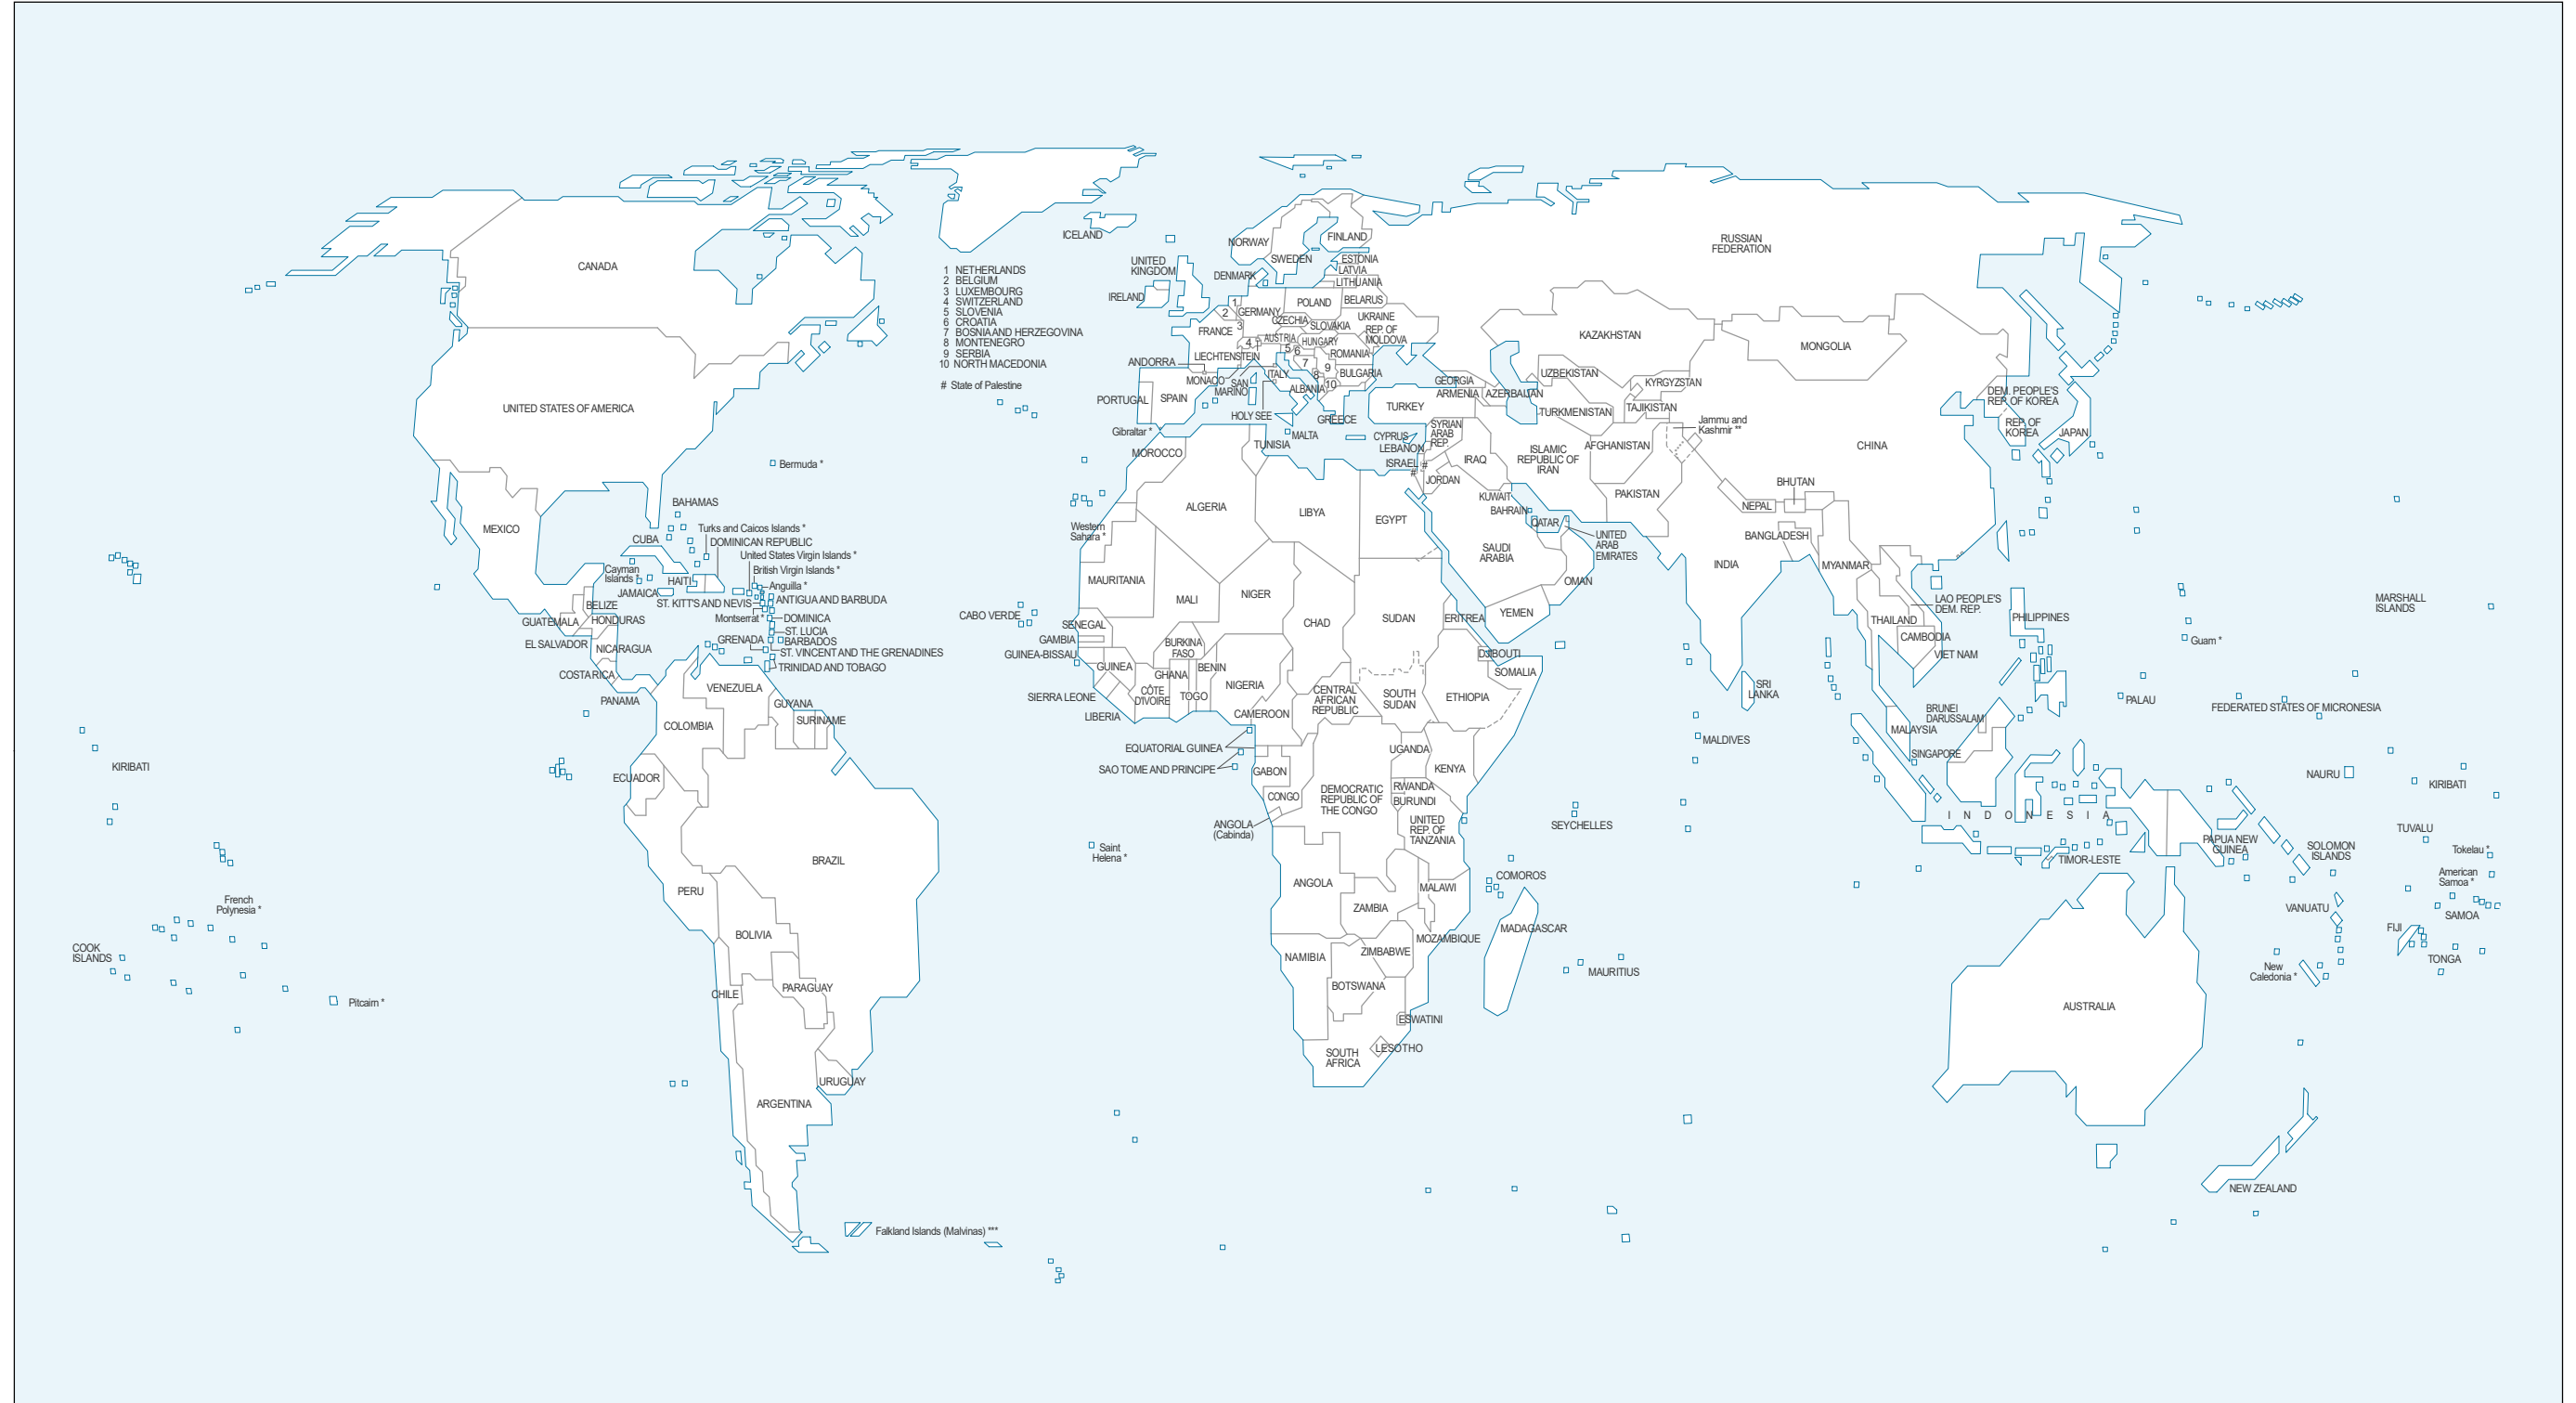 CANADA
UNITED STATES OF AMERICA
MEXICO
Bermuda *
BAHAMAS
Turks and Caicos Islands *
CUBA
DOMINICAN REPUBLIC
United States Virgin Islands *
British Virgin Islands *
Cayman
Islands *
HAITI
Anguilla *
JAMAICA
ST. KITT'S AND NEVIS
ANTIGUA AND BARBUDA
BELIZE
Montserrat *
DOMINICA
GUATEMALA
HONDURAS
ST. LUCIA
EL SALVADOR
NICARAGUA
GRENADA
BARBADOS
ST. VINCENT AND THE GRENADINES
COSTA RICA
TRINIDAD AND TOBAGO
PANAMA
VENEZUELA
GUYANA
SURINAME
COLOMBIA
ECUADOR
BRAZIL
PERU
BOLIVIA
CHILE
PARAGUAY
URUGUAY
ARGENTINA
Falkland Islands (Malvinas) ***
KIRIBATI
French
Polynesia *
COOK
ISLANDS
Pitcairn *
1 NETHERLANDS
2 BELGIUM
3 LUXEMBOURG
4 SWITZERLAND
5 SLOVENIA
6 CROATIA
7 BOSNIA AND HERZEGOVINA
8 MONTENEGRO
9 SERBIA
10 NORTH MACEDONIA
# State of Palestine
ICELAND
NORWAY
FINLAND
SWEDEN
UNITED
KINGDOM
DENMARK
ESTONIA
LATVIA
LITHUANIA
IRELAND
1
2
3
GERMANY
POLAND
BELARUS
CZECHIA
SLOVAKIA
UKRAINE
FRANCE
REP. OF
MOLDOVA
4
AUSTRIA
HUNGARY
5
6
7
8
9
10
ROMANIA
LIECHTENSTEIN
ANDORRA
MONACO
SAN
MARINO
ITALY
BULGARIA
ALBANIA
PORTUGAL
SPAIN
HOLY SEE
GREECE
Gibraltar *
MALTA
TURKEY
CYPRUS
LEBANON
SYRIAN
ARAB
REP.
ISRAEL
#
#
JORDAN
IRAQ
GEORGIA
ARMENIA
AZERBAIJAN
RUSSIAN
FEDERATION
KAZAKHSTAN
MONGOLIA
UZBEKISTAN
KYRGYZSTAN
TURKMENISTAN
TAJIKISTAN
Jammu and
Kashmir **
AFGHANISTAN
ISLAMIC
REPUBLIC OF
IRAN
CHINA
DEM. PEOPLE'S
REP. OF KOREA
REP. OF
KOREA
JAPAN
PAKISTAN
KUWAIT
BAHRAIN
QATAR
UNITED
ARAB
EMIRATES
SAUDI
ARABIA
OMAN
YEMEN
NEPAL
BHUTAN
BANGLADESH
INDIA
MYANMAR
SRI
LANKA
MALDIVES
LAO PEOPLE'S
DEM. REP.
THAILAND
CAMBODIA
VIET NAM
PHILIPPINES
BRUNEI
DARUSSALAM
MALAYSIA
SINGAPORE
INDONESIA
TIMOR-LESTE
MOROCCO
TUNISIA
ALGERIA
LIBYA
EGYPT
Western
Sahara *
MAURITANIA
MALI
NIGER
CHAD
SUDAN
ERITREA
CABO VERDE
SENEGAL
GAMBIA
GUINEA-BISSAU
GUINEA
SIERRA LEONE
LIBERIA
CÔTE
D'IVOIRE
BURKINA
FASO
GHANA
TOGO
BENIN
NIGERIA
CAMEROON
CENTRAL
AFRICAN
REPUBLIC
SOUTH
SUDAN
ETHIOPIA
DJIBOUTI
SOMALIA
EQUATORIAL GUINEA
SAO TOME AND PRINCIPE
GABON
CONGO
DEMOCRATIC
REPUBLIC OF
THE CONGO
UGANDA
KENYA
RWANDA
BURUNDI
UNITED
REP. OF
TANZANIA
ANGOLA
(Cabinda)
Saint
Helena *
ANGOLA
ZAMBIA
MALAWI
MOZAMBIQUE
COMOROS
SEYCHELLES
MADAGASCAR
MAURITIUS
NAMIBIA
ZIMBABWE
BOTSWANA
ESWATINI
LESOTHO
SOUTH
AFRICA
MARSHALL
ISLANDS
Guam *
PALAU
FEDERATED STATES OF MICRONESIA
NAURU
KIRIBATI
PAPUA NEW
GUINEA
SOLOMON
ISLANDS
TUVALU
Tokelau *
American
Samoa *
SAMOA
VANUATU
FIJI
TONGA
New
Caledonia *
AUSTRALIA
NEW ZEALAND